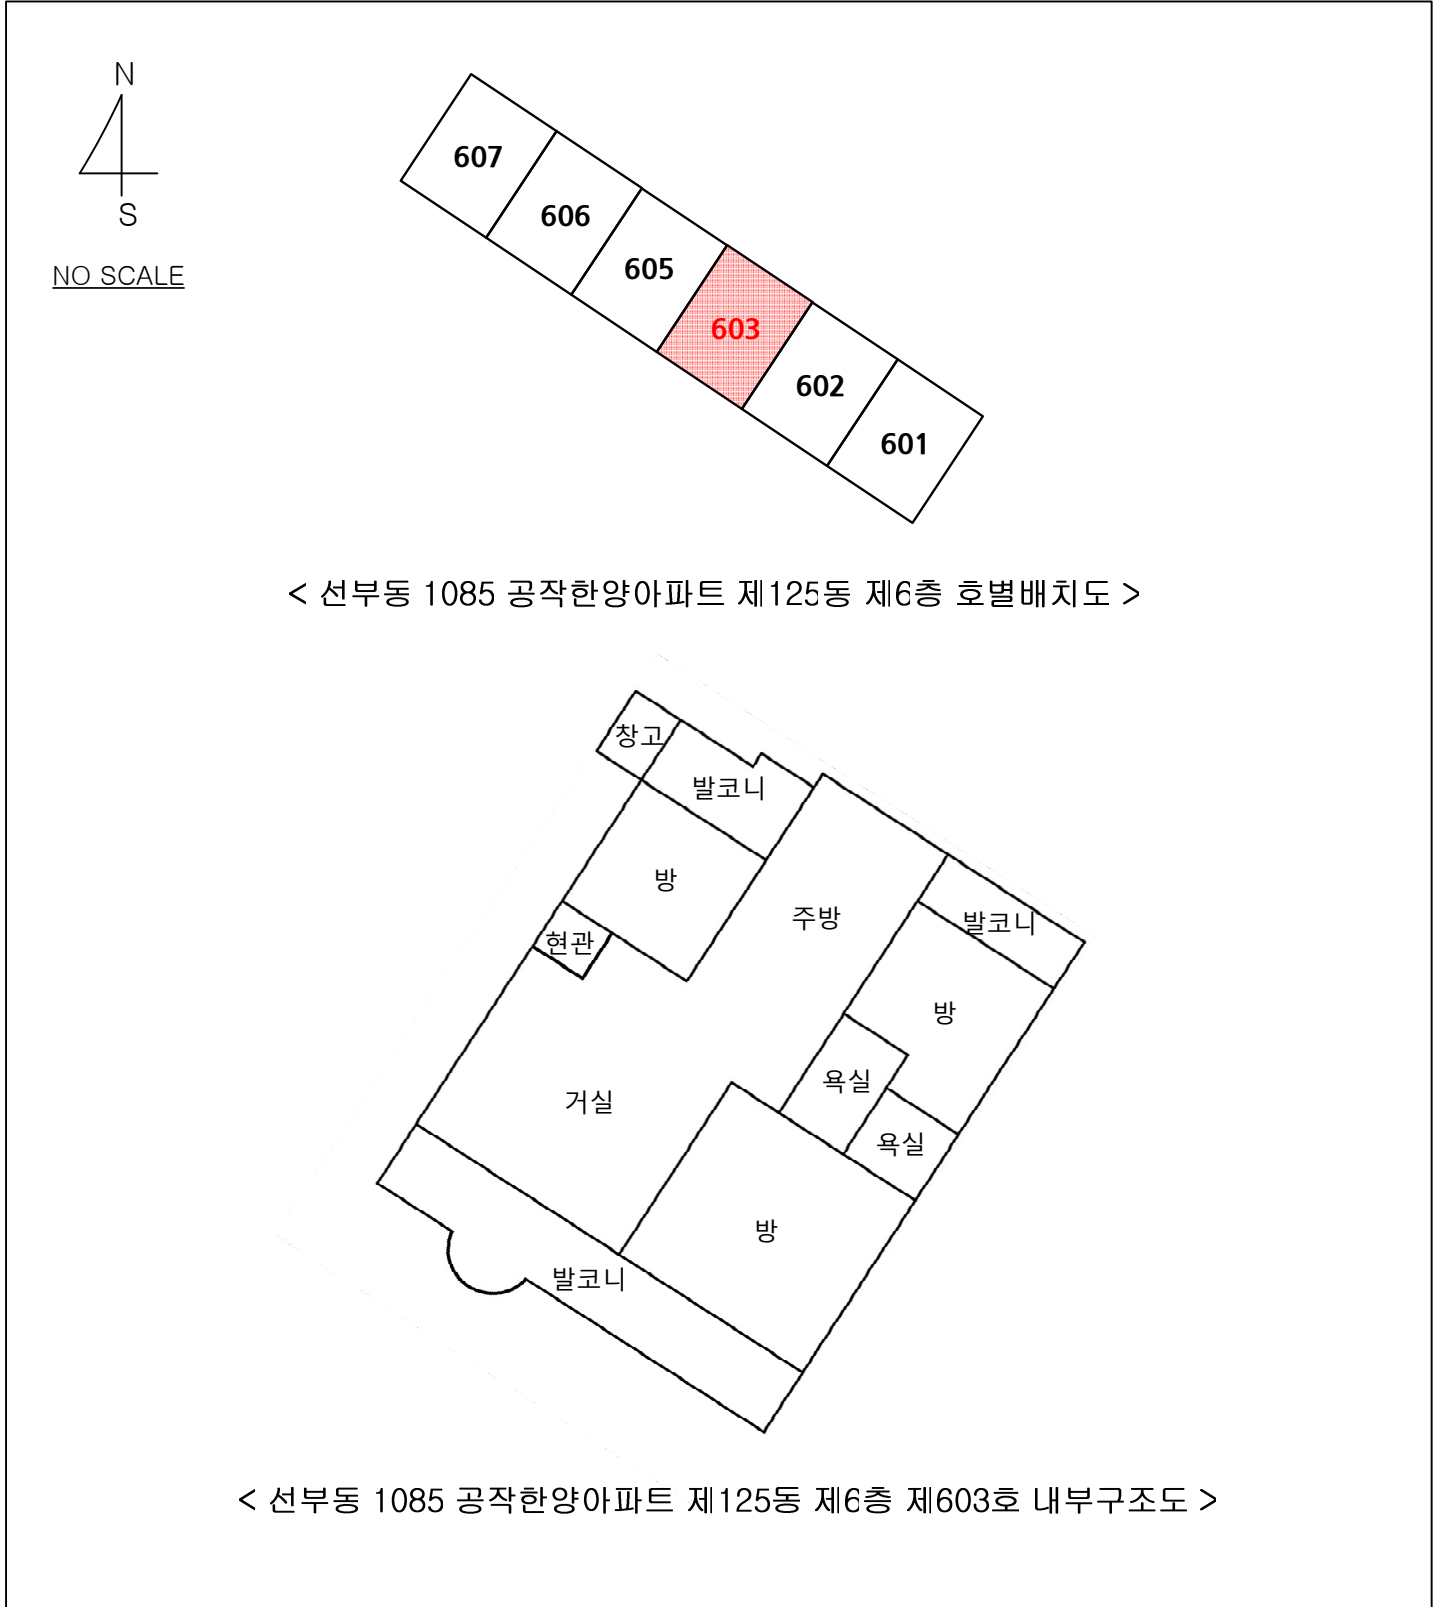 N
S
NO SCALE
607
606
605
603
602
601
< 선부동 1085 공작한양아파트 제125동 제6층 호별배치도 >
창고
발코니
방
주방
발코니
현관
방
욕실
거실
욕실
방
발코니
< 선부동 1085 공작한양아파트 제125동 제6층 제603호 내부구조도 >